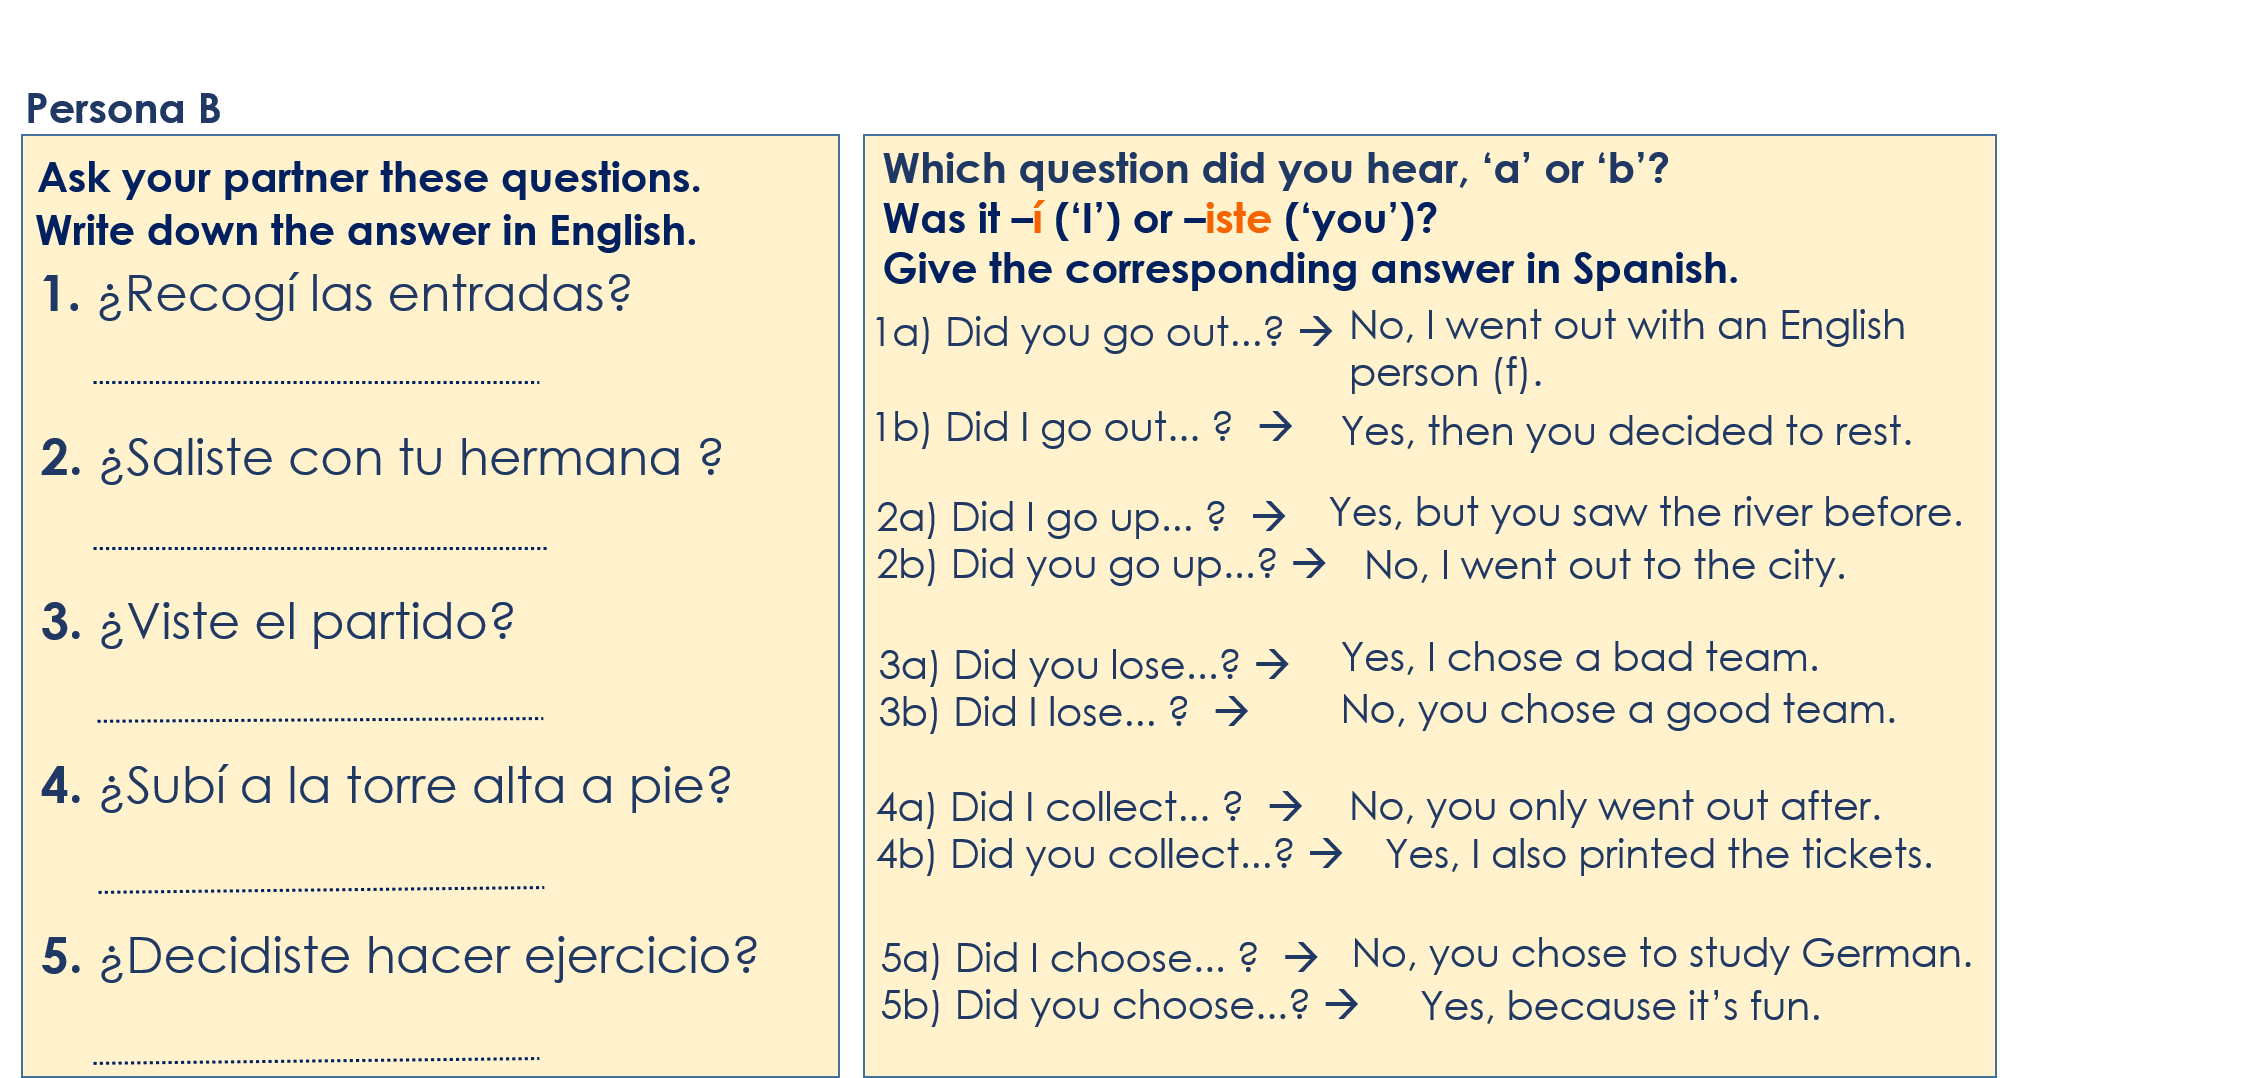 Persona B
Ask your partner these questions.
Write down the answer in English.
1. ¿Recogí las entradas?
2. ¿Saliste con tu hermana ?
3. ¿Viste el partido?
4. ¿Subí a la torre alta a pie?
5. ¿Decidiste hacer ejercicio?
Which question did you hear, ‘a’ or ‘b’?
Was it –í (‘I’) or –iste (‘you’)?
Give the corresponding answer in Spanish.
1a) Did you go out...? → No, I went out with an English
person (f).
1b) Did I go out... ? → Yes, then you decided to rest.
2a) Did I go up... ? → Yes, but you saw the river before.
2b) Did you go up...? → No, I went out to the city.
3a) Did you lose...? → Yes, I chose a bad team.
3b) Did I lose... ? → No, you chose a good team.
4a) Did I collect... ? → No, you only went out after.
4b) Did you collect...? → Yes, I also printed the tickets.
5a) Did I choose... ? → No, you chose to study German.
5b) Did you choose...? → Yes, because it’s fun.